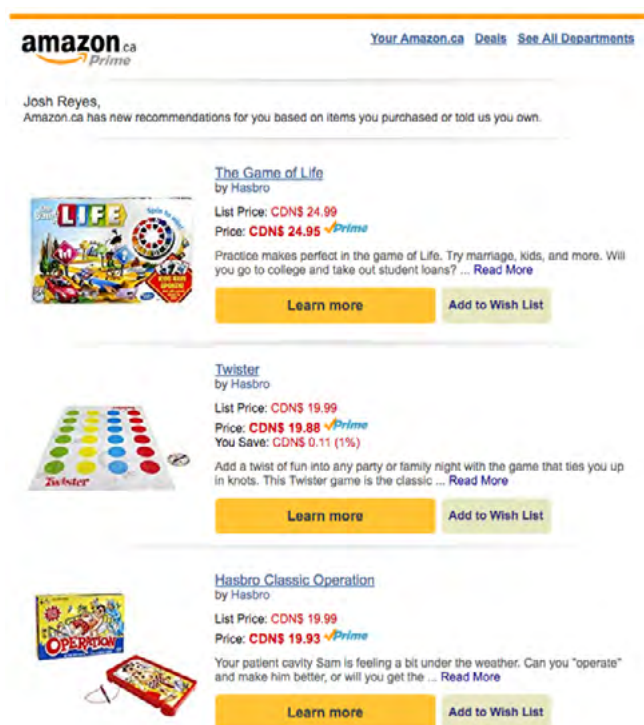 amazon.ca
Prime
Your Amazon.ca Deals See All Departments
Josh Reyes,
Amazon.ca has new recommendations for you based on items you purchased or told us you own.
The Game of Life
by Hasbro
List Price: CDN$ 24.99
Price: CDN$ 24.95 Prime
Practice makes perfect in the game of Life. Try marriage, kids, and more. Will
you go to college and take out student loans? ... Read More
LIFE
Learn more Add to Wish List
Twister
by Hasbro
List Price: CDN$ 19.99
Price: CDN$ 19.88 Prime
You Save: CDN$ 0.11 (1%)
Add a twist of fun into any party or family night with the game that ties you up
in knots. This Twister game is the classic ... Read More
Twister
Learn more Add to Wish List
Hasbro Classic Operation
by Hasbro
List Price: CDN$ 19.99
Price: CDN$ 19.93 Prime
Your patient cavity Sam is feeling a bit under the weather. Can you "operate"
and make him better, or will you get the ... Read More
OPERATION
Learn more Add to Wish List